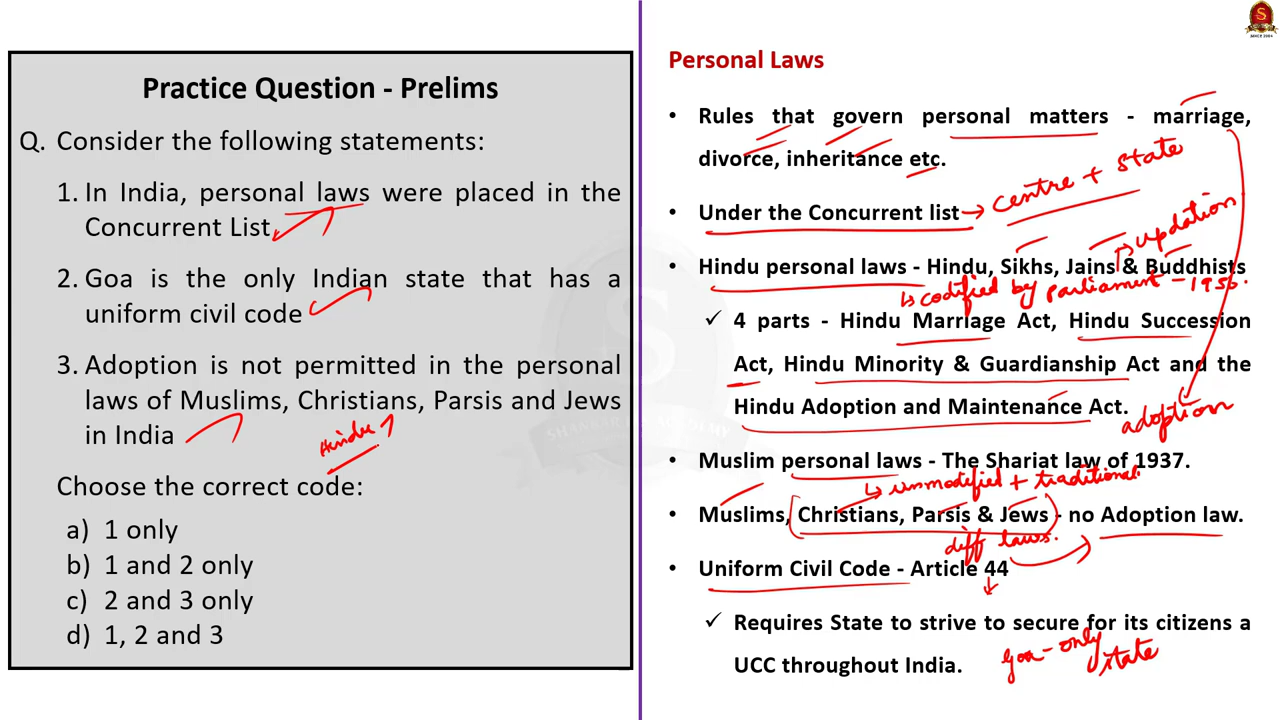 Practice Question - Prelims
Q. Consider the following statements:
1. In India, personal laws were placed in the
Concurrent List
2. Goa is the only Indian state that has a
uniform civil code
3. Adoption is not permitted in the personal
laws of Muslims, Christians, Parsis and Jews
in India
Hindu
Choose the correct code:
a) 1 only
b) 1 and 2 only
c) 2 and 3 only
d) 1, 2 and 3
Personal Laws
• Rules that govern personal matters - marriage,
divorce, inheritance etc.
centre + state
• Under the Concurrent list
updation
• Hindu personal laws - Hindu, Sikhs, Jains & Buddhists
codified by parliament - 1956.
✓ 4 parts - Hindu Marriage Act, Hindu Succession
Act, Hindu Minority & Guardianship Act and the
Hindu Adoption and Maintenance Act.
adoption
• Muslim personal laws - The Shariat law of 1937.
unmodified + traditional.
• Muslims, Christians, Parsis & Jews - no Adoption law.
diff laws.
• Uniform Civil Code - Article 44
✓ Requires State to strive to secure for its citizens a
UCC throughout India.
goa - only
state
SINCE 2004